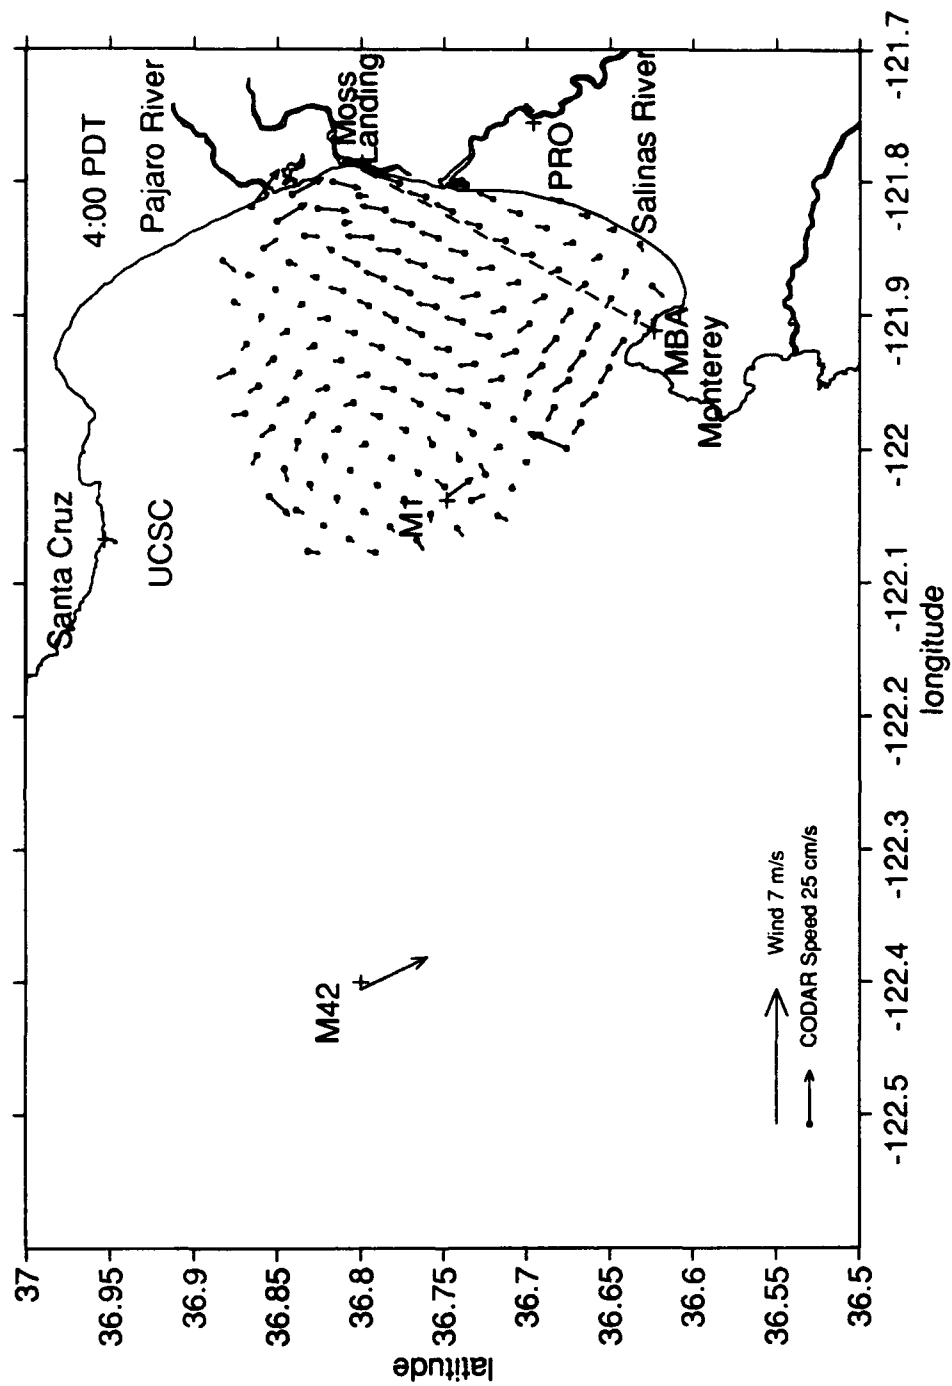 4:00 PDT
Santa Cruz
UCSC
Pajaro River
Moss
Landing
M1
PRO
Salinas River
MBA
Monterey
M42
Wind 7 m/s
CODAR Speed 25 cm/s
latitude
37
36.95
36.9
36.85
36.8
36.75
36.7
36.65
36.6
36.55
36.5
-122.5
-122.4
-122.3
-122.2
-122.1
-122
-121.9
-121.8
-121.7
longitude